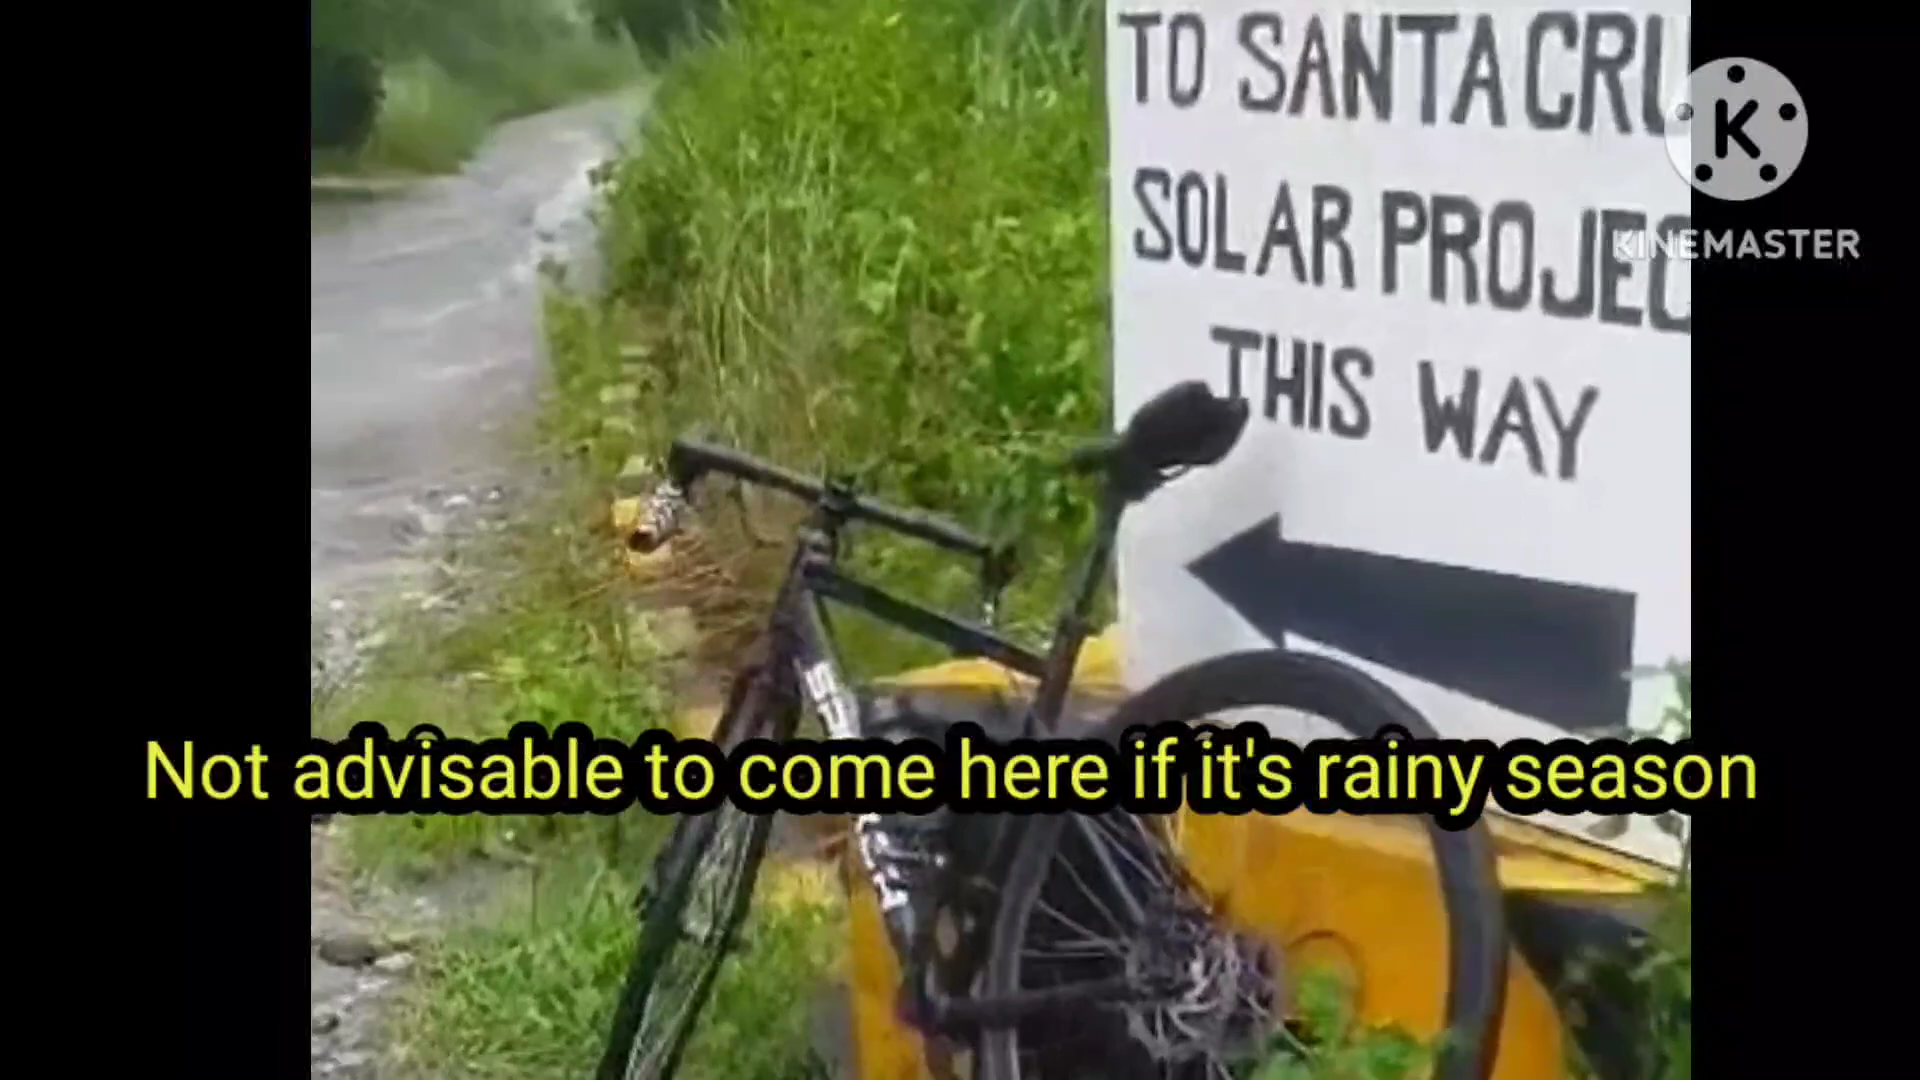 TO SANTA CRU
SOLAR PROJEC
THIS WAY
K
KINEMASTER
Not advisable to come here if it's rainy season